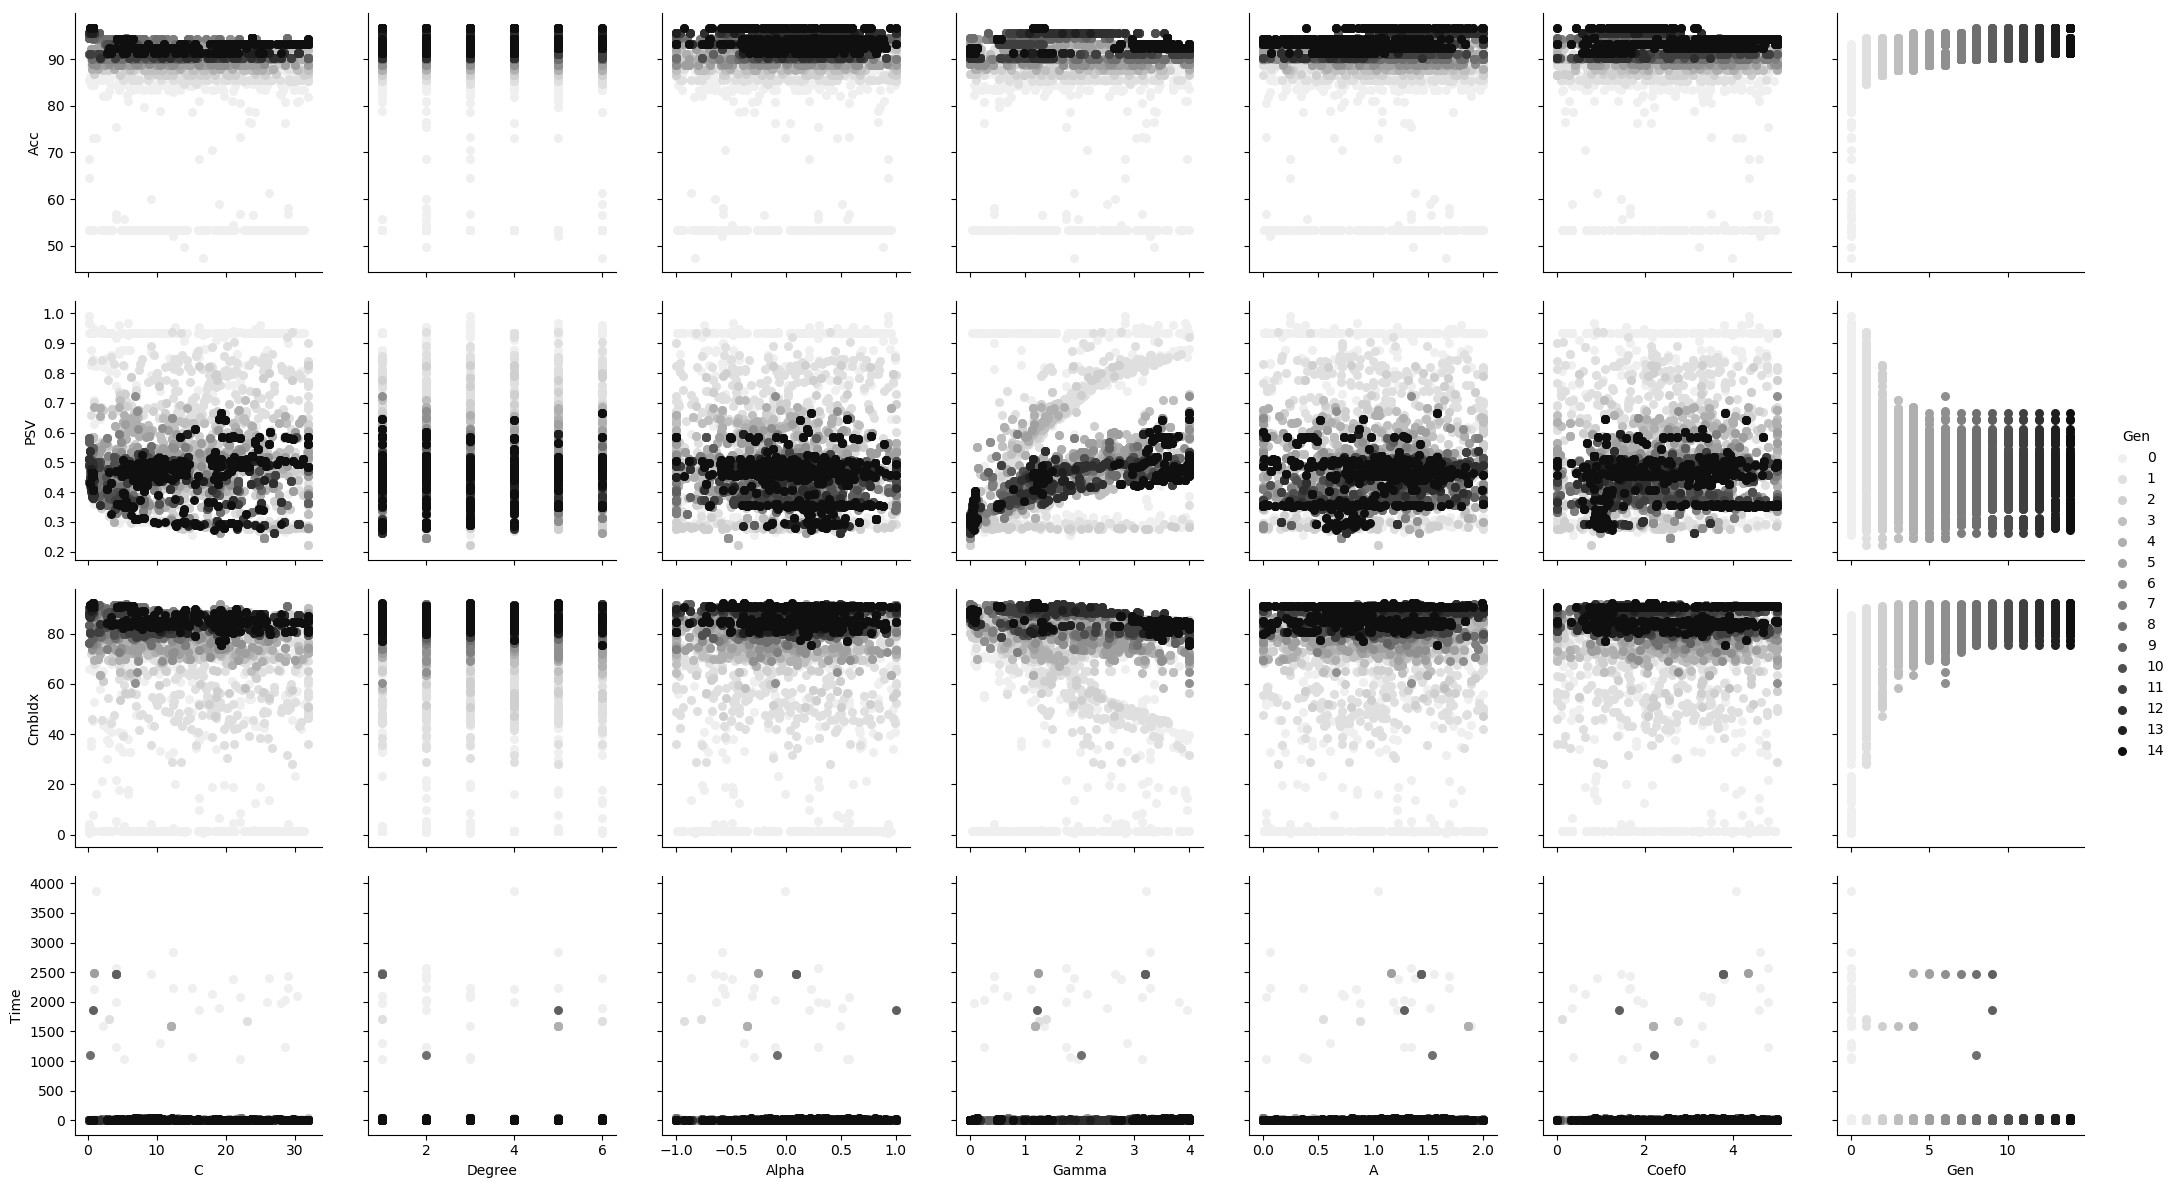 Acc
90
80
70
60
50
PSV
1.0
0.9
0.8
0.7
0.6
0.5
0.4
0.3
0.2
CmbIdx
80
60
40
20
0
Time
4000
3500
3000
2500
2000
1500
1000
500
0
0 10 20 30
C
2 4 6
Degree
−1.0 −0.5 0.0 0.5 1.0
Alpha
0 1 2 3 4
Gamma
0.0 0.5 1.0 1.5 2.0
A
0 2 4
Coef0
0 5 10
Gen
Gen
0
1
2
3
4
5
6
7
8
9
10
11
12
13
14